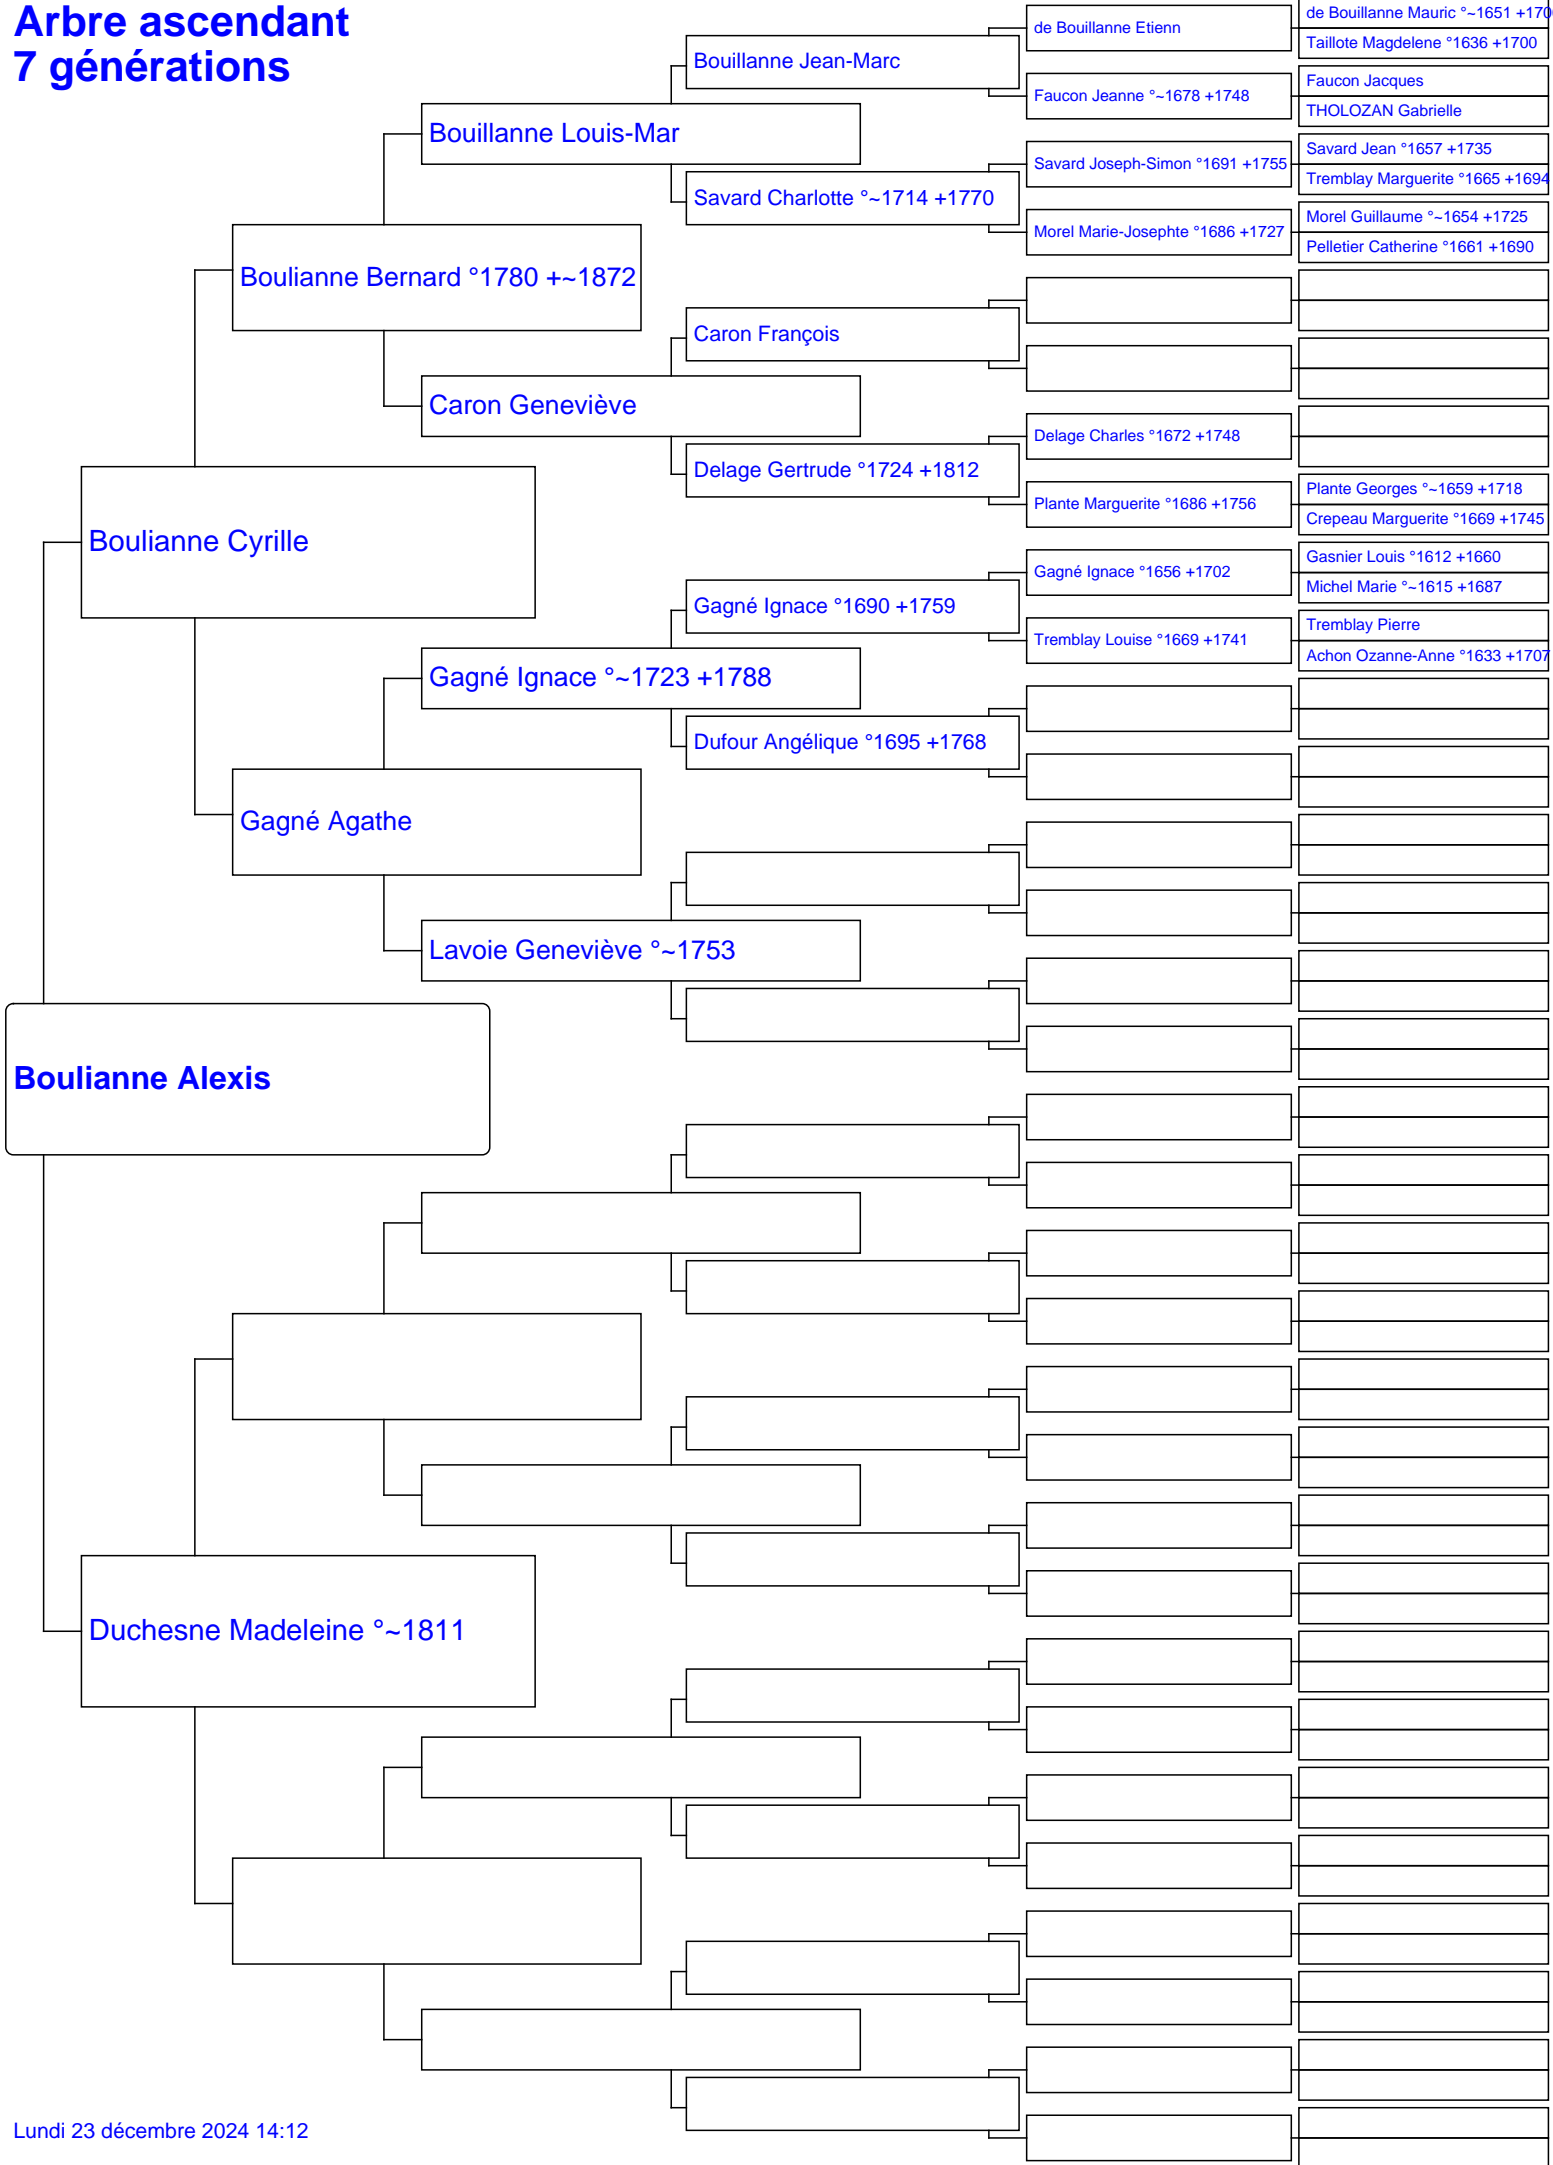 Arbre ascendant
7 générations
de Bouillanne Mauric °~1651 +170
de Bouillanne Etienn
Taillote Magdelene °1636 +1700
Bouillanne Jean-Marc
Faucon Jacques
Faucon Jeanne °~1678 +1748
THOLOZAN Gabrielle
Bouillanne Louis-Mar
Savard Jean °1657 +1735
Savard Joseph-Simon °1691 +1755
Tremblay Marguerite °1665 +1694
Savard Charlotte °~1714 +1770
Morel Guillaume °~1654 +1725
Morel Marie-Josephte °1686 +1727
Pelletier Catherine °1661 +1690
Boulianne Bernard °1780 +~1872
Caron François
Caron Geneviève
Delage Charles °1672 +1748
Delage Gertrude °1724 +1812
Plante Georges °~1659 +1718
Plante Marguerite °1686 +1756
Crepeau Marguerite °1669 +1745
Boulianne Cyrille
Gasnier Louis °1612 +1660
Gagné Ignace °1656 +1702
Michel Marie °~1615 +1687
Gagné Ignace °1690 +1759
Tremblay Pierre
Tremblay Louise °1669 +1741
Achon Ozanne-Anne °1633 +1707
Gagné Ignace °~1723 +1788
Dufour Angélique °1695 +1768
Gagné Agathe
Lavoie Geneviève °~1753
Boulianne Alexis
Duchesne Madeleine °~1811
Lundi 23 décembre 2024 14:12